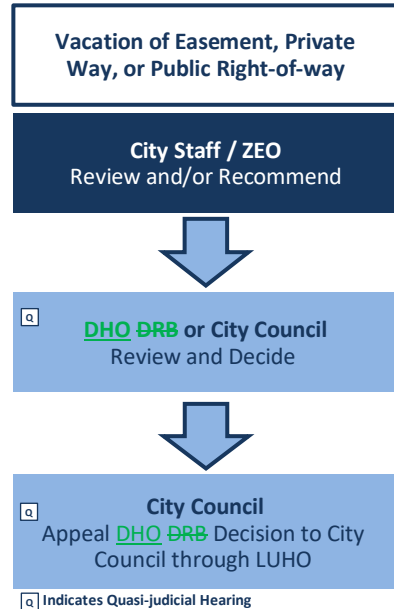 Vacation of Easement, Private
Way, or Public Right-of-way
City Staff / ZEO
Review and/or Recommend
Q
DHO DRB or City Council
Review and Decide
Q
City Council
Appeal DHO DRB Decision to City
Council through LUHO
Q Indicates Quasi-judicial Hearing